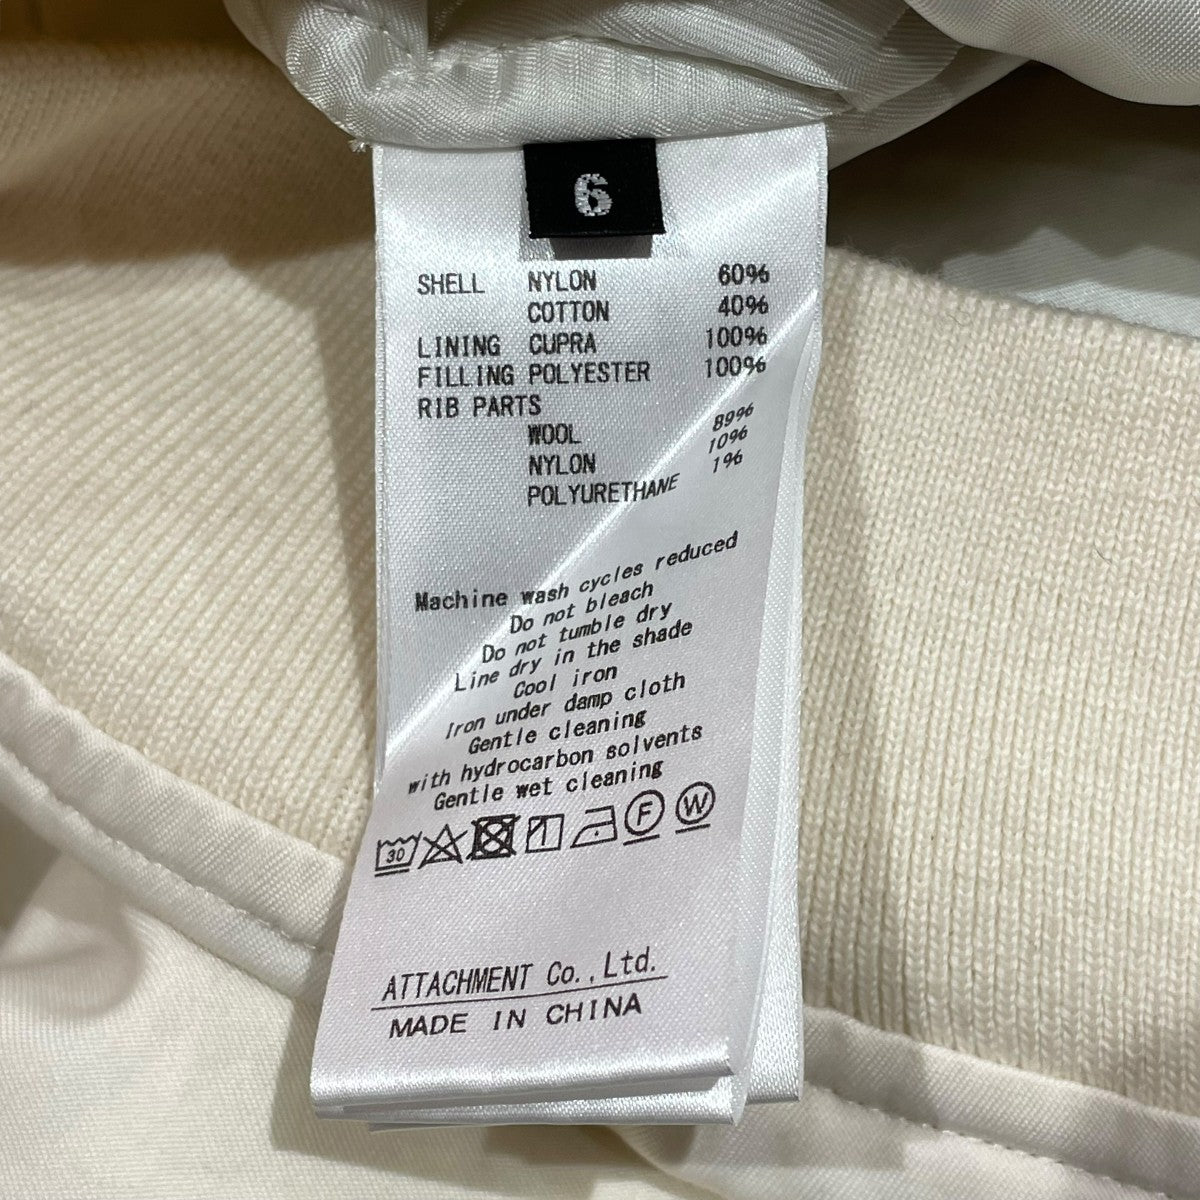 6
SHELL NYLON 60%
COTTON 40%
LINING CUPRA 100%
FILLING POLYESTER 100%
RIB PARTS
WOOL 89%
NYLON 10%
POLYURETHANE 1%
Machine wash cycles reduced
Do not bleach
Do not tumble dry
Line dry in the shade
Cool iron
Iron under damp cloth
Gentle cleaning
with hydrocarbon solvents
Gentle wet cleaning
30 F W
ATTACHMENT Co.,Ltd.
MADE IN CHINA